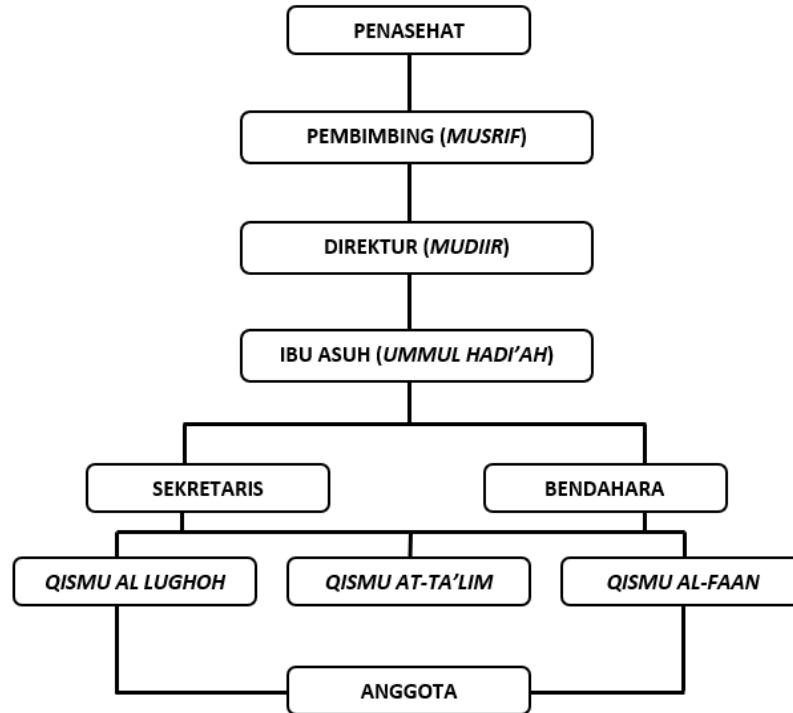 PENASEHAT
PEMBIMBING (MUSRIF)
DIREKTUR (MUDIIR)
IBU ASUH (UMMUL HADI’AH)
SEKRETARIS
BENDAHARA
QISMU AL LUGHOH
QISMU AT-TA’LIM
QISMU AL-FAAN
ANGGOTA